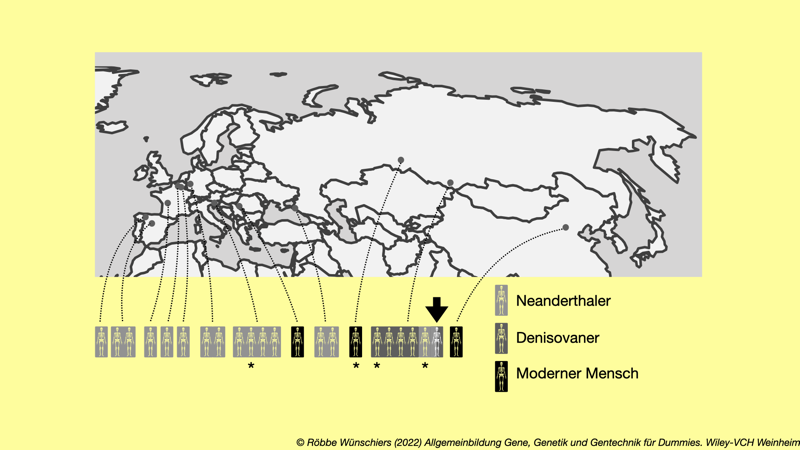 Neanderthaler
Denisovaner
Moderner Mensch
* * * *
© Röbbe Wünschiers (2022) Allgemeinbildung Gene, Genetik und Gentechnik für Dummies. Wiley-VCH Weinheim